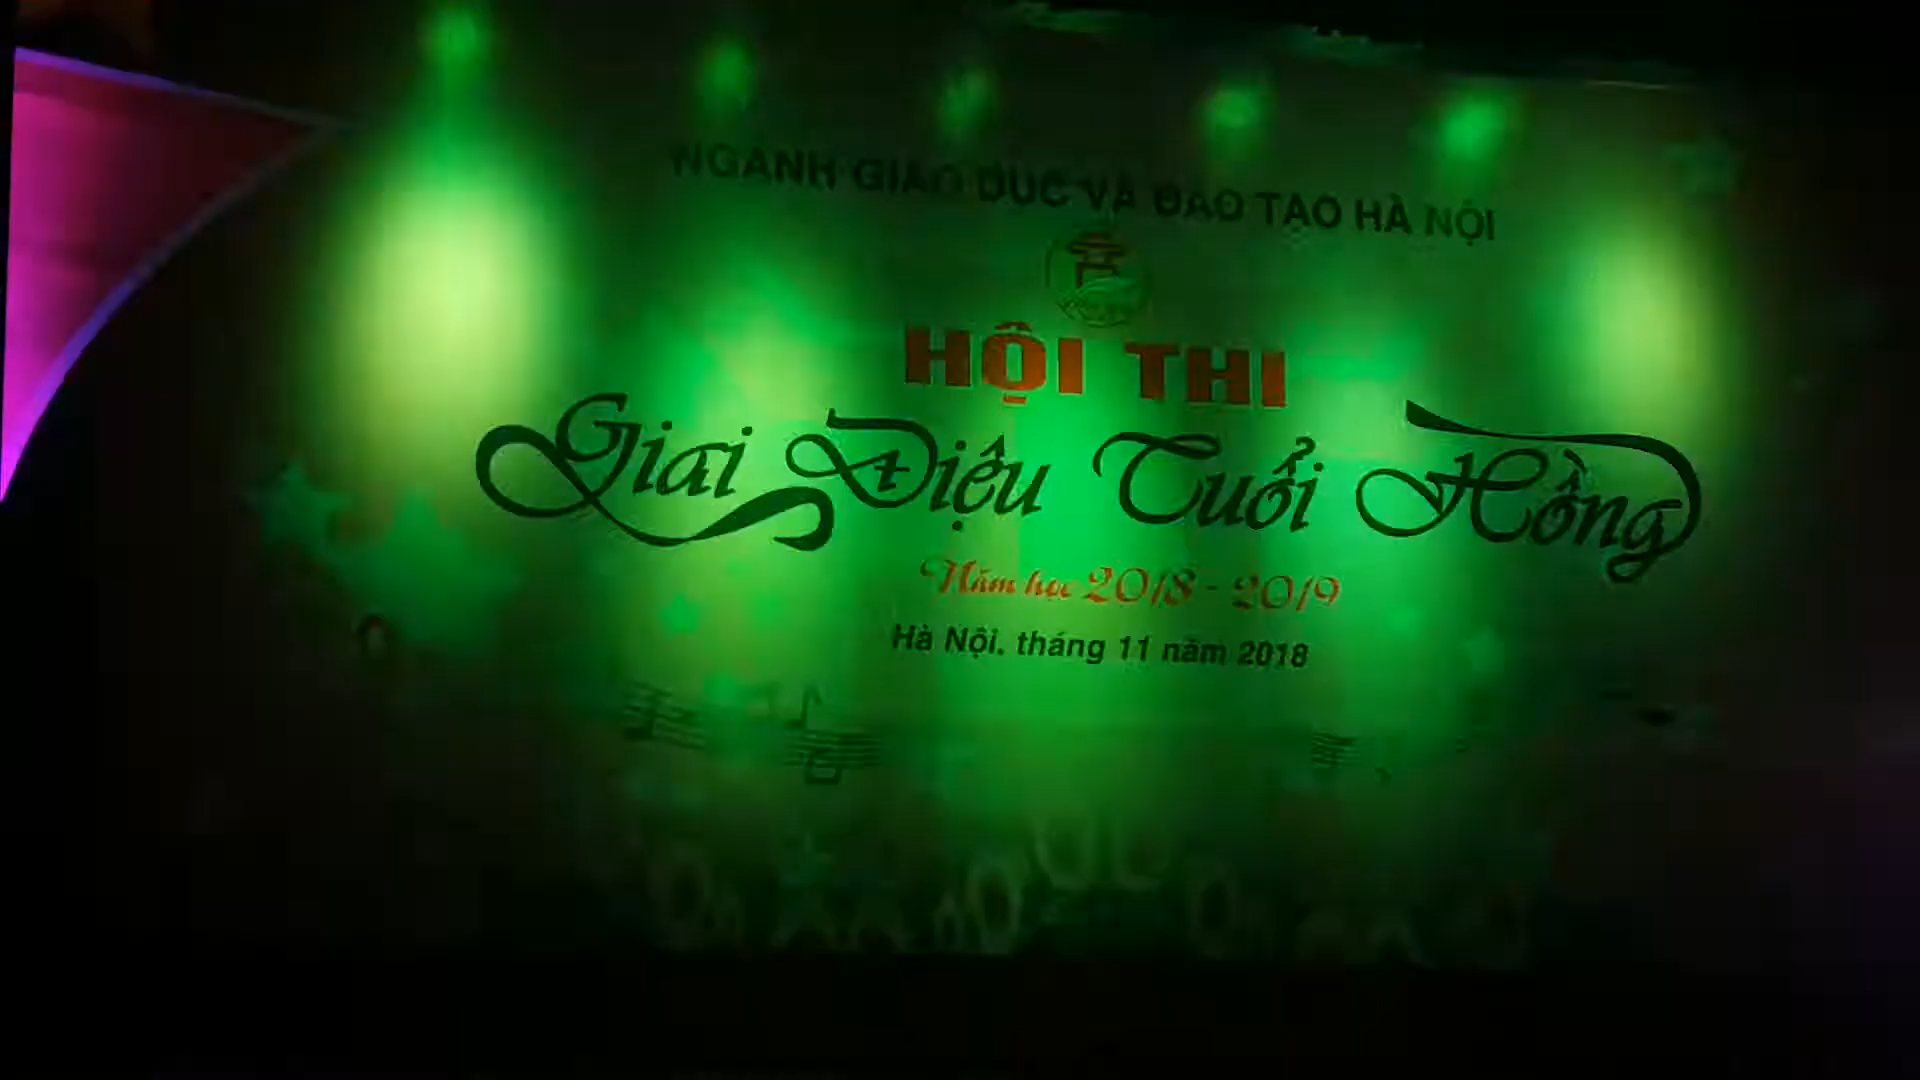 NGÀNH GIÁO DỤC VÀ ĐÀO TẠO HÀ NỘI
HỘI THI
Giai Điệu Tuổi Hồng
Năm học 2018 - 2019
Hà Nội, tháng 11 năm 2018